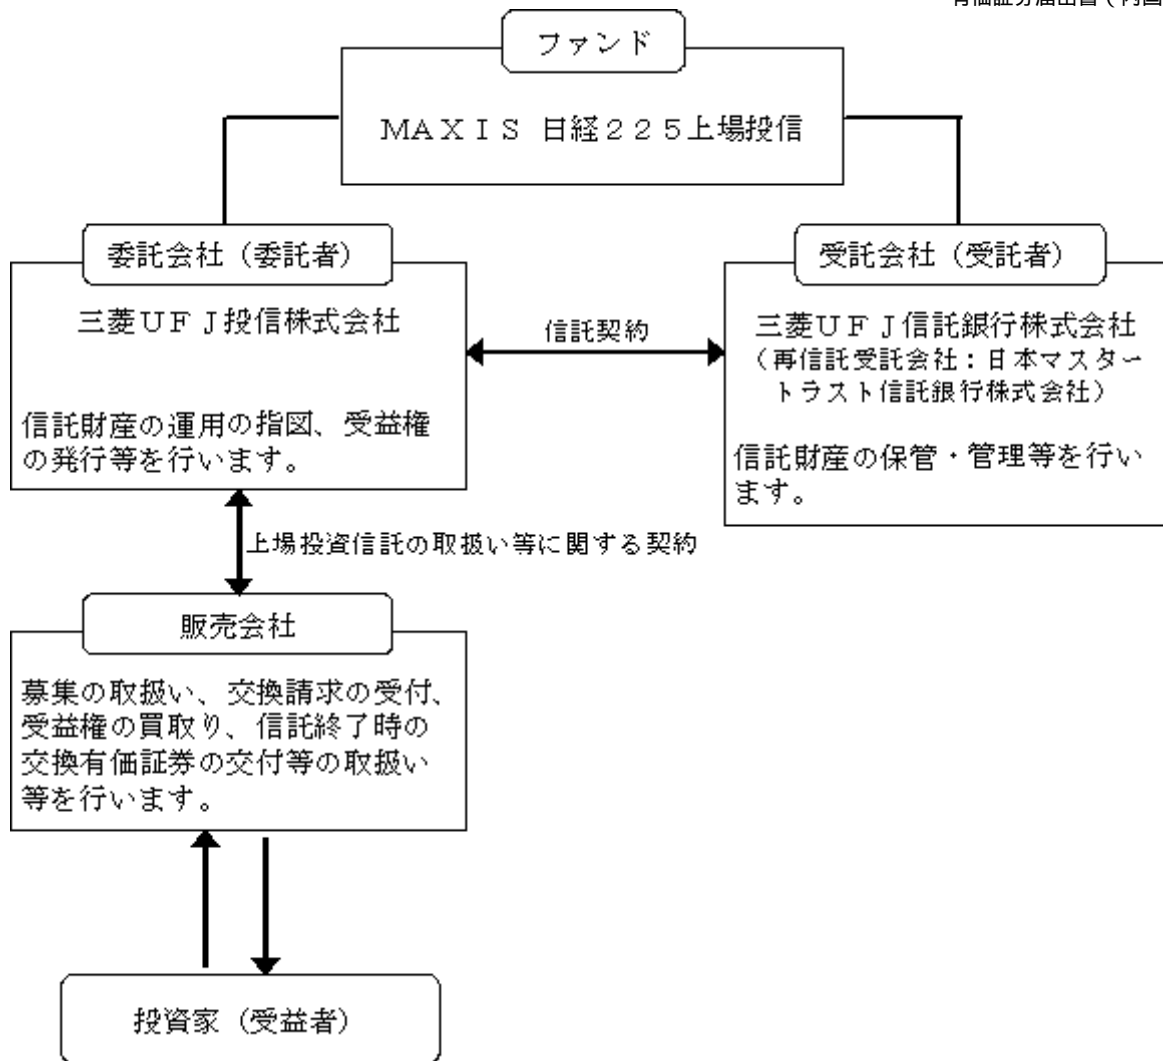 有価証券届出書(内国
ファンド
MAXIS 日経225上場投信
委託会社(委託者)
三菱UFJ投信株式会社
信託財産の運用の指図、受益権
の発行等を行います。
信託契約
受託会社(受託者)
三菱UFJ信託銀行株式会社
(再信託受託会社:日本マスター
トラスト信託銀行株式会社)
信託財産の保管・管理等を行い
ます。
上場投資信託の取扱い等に関する契約
販売会社
募集の取扱い、交換請求の受付、
受益権の買取り、信託終了時の
交換有価証券の交付等の取扱い
等を行います。
投資家(受益者)